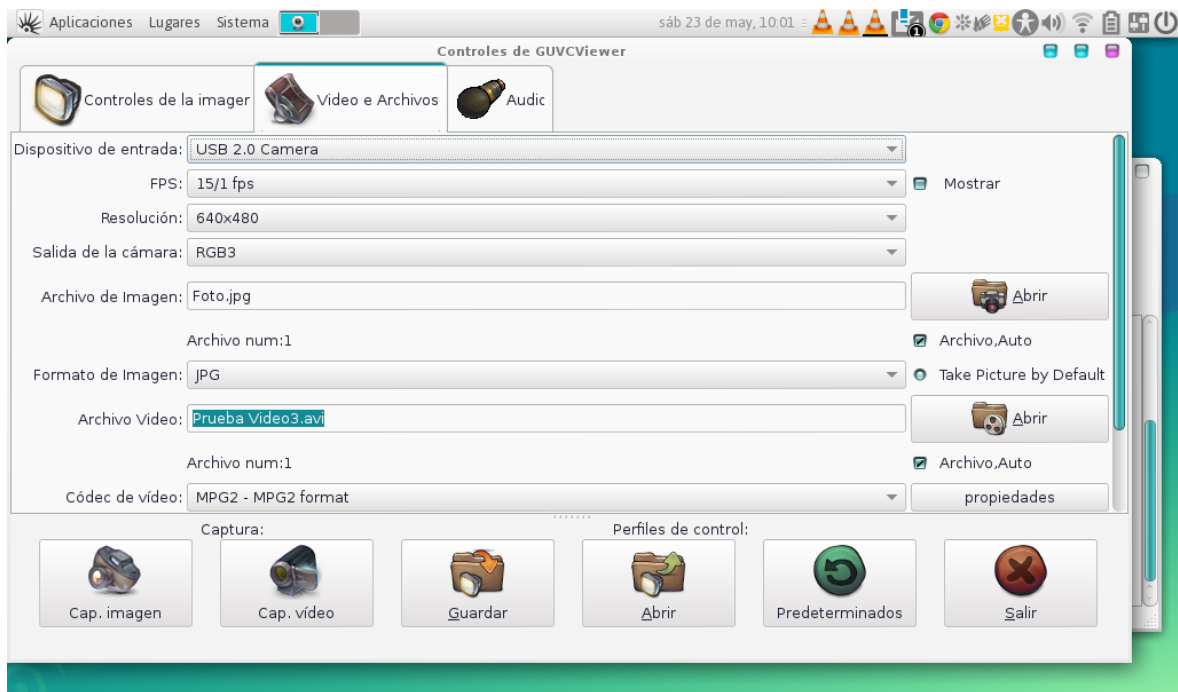 Aplicaciones Lugares Sistema
sáb 23 de may, 10:01
1
Controles de GUVCViewer
Controles de la imager
Video e Archivos
Audic
Dispositivo de entrada: USB 2.0 Camera
FPS: 15/1 fps
Mostrar
Resolución: 640x480
Salida de la cámara: RGB3
Archivo de Imagen: Foto.jpg
Abrir
Archivo num:1
Archivo,Auto
Formato de Imagen: JPG
Take Picture by Default
Archivo Video: Prueba Video3.avi
Abrir
Archivo num:1
Archivo,Auto
Códec de vídeo: MPG2 - MPG2 format
propiedades
Captura:
Perfiles de control:
Cap. imagen
Cap. vídeo
Guardar
Abrir
Predeterminados
Salir